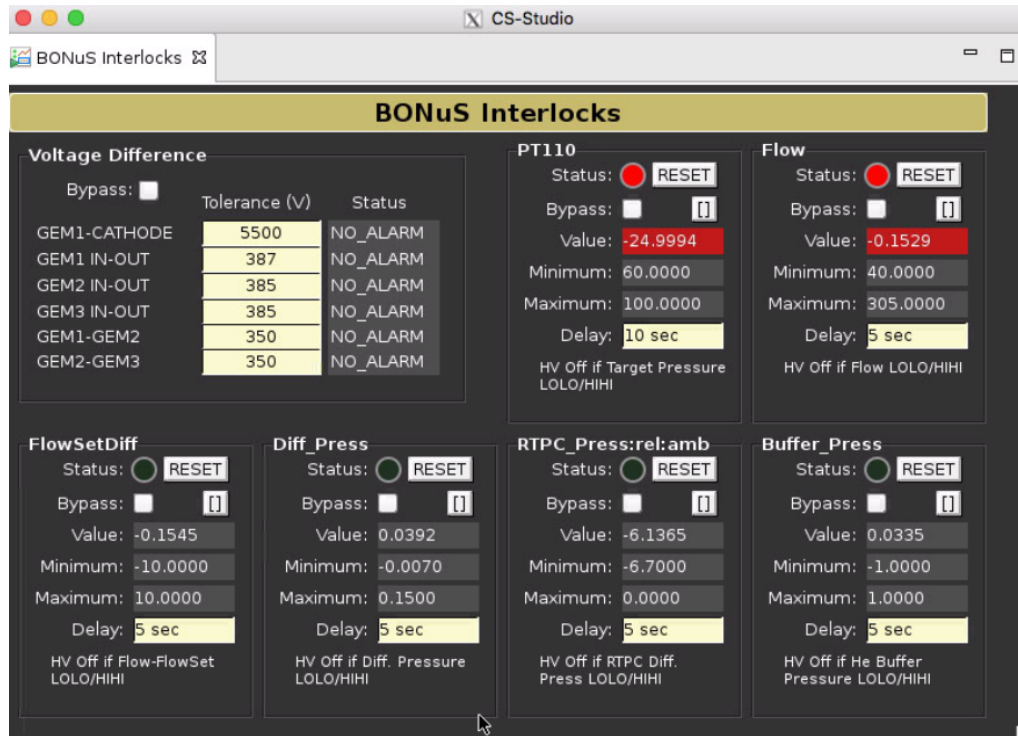 CS-Studio
BONuS Interlocks
BONuS Interlocks
Voltage Difference
Bypass:
Tolerance (V) Status
GEM1-CATHODE 5500 NO_ALARM
GEM1 IN-OUT 387 NO_ALARM
GEM2 IN-OUT 385 NO_ALARM
GEM3 IN-OUT 385 NO_ALARM
GEM1-GEM2 350 NO_ALARM
GEM2-GEM3 350 NO_ALARM
PT110
Status: RESET
Bypass: []
Value: -24.9994
Minimum: 60.0000
Maximum: 100.0000
Delay: 10 sec
HV Off if Target Pressure
LOLO/HIHI
Flow
Status: RESET
Bypass: []
Value: -0.1529
Minimum: 40.0000
Maximum: 305.0000
Delay: 5 sec
HV Off if Flow LOLO/HIHI
FlowSetDiff
Status: RESET
Bypass: []
Value: -0.1545
Minimum: -10.0000
Maximum: 10.0000
Delay: 5 sec
HV Off if Flow-FlowSet
LOLO/HIHI
Diff_Press
Status: RESET
Bypass: []
Value: 0.0392
Minimum: -0.0070
Maximum: 0.1500
Delay: 5 sec
HV Off if Diff. Pressure
LOLO/HIHI
RTPC_Press:rel:amb
Status: RESET
Bypass: []
Value: -6.1365
Minimum: -6.7000
Maximum: 0.0000
Delay: 5 sec
HV Off if RTPC Diff.
Press LOLO/HIHI
Buffer_Press
Status: RESET
Bypass: []
Value: 0.0335
Minimum: -1.0000
Maximum: 1.0000
Delay: 5 sec
HV Off if He Buffer
Pressure LOLO/HIHI